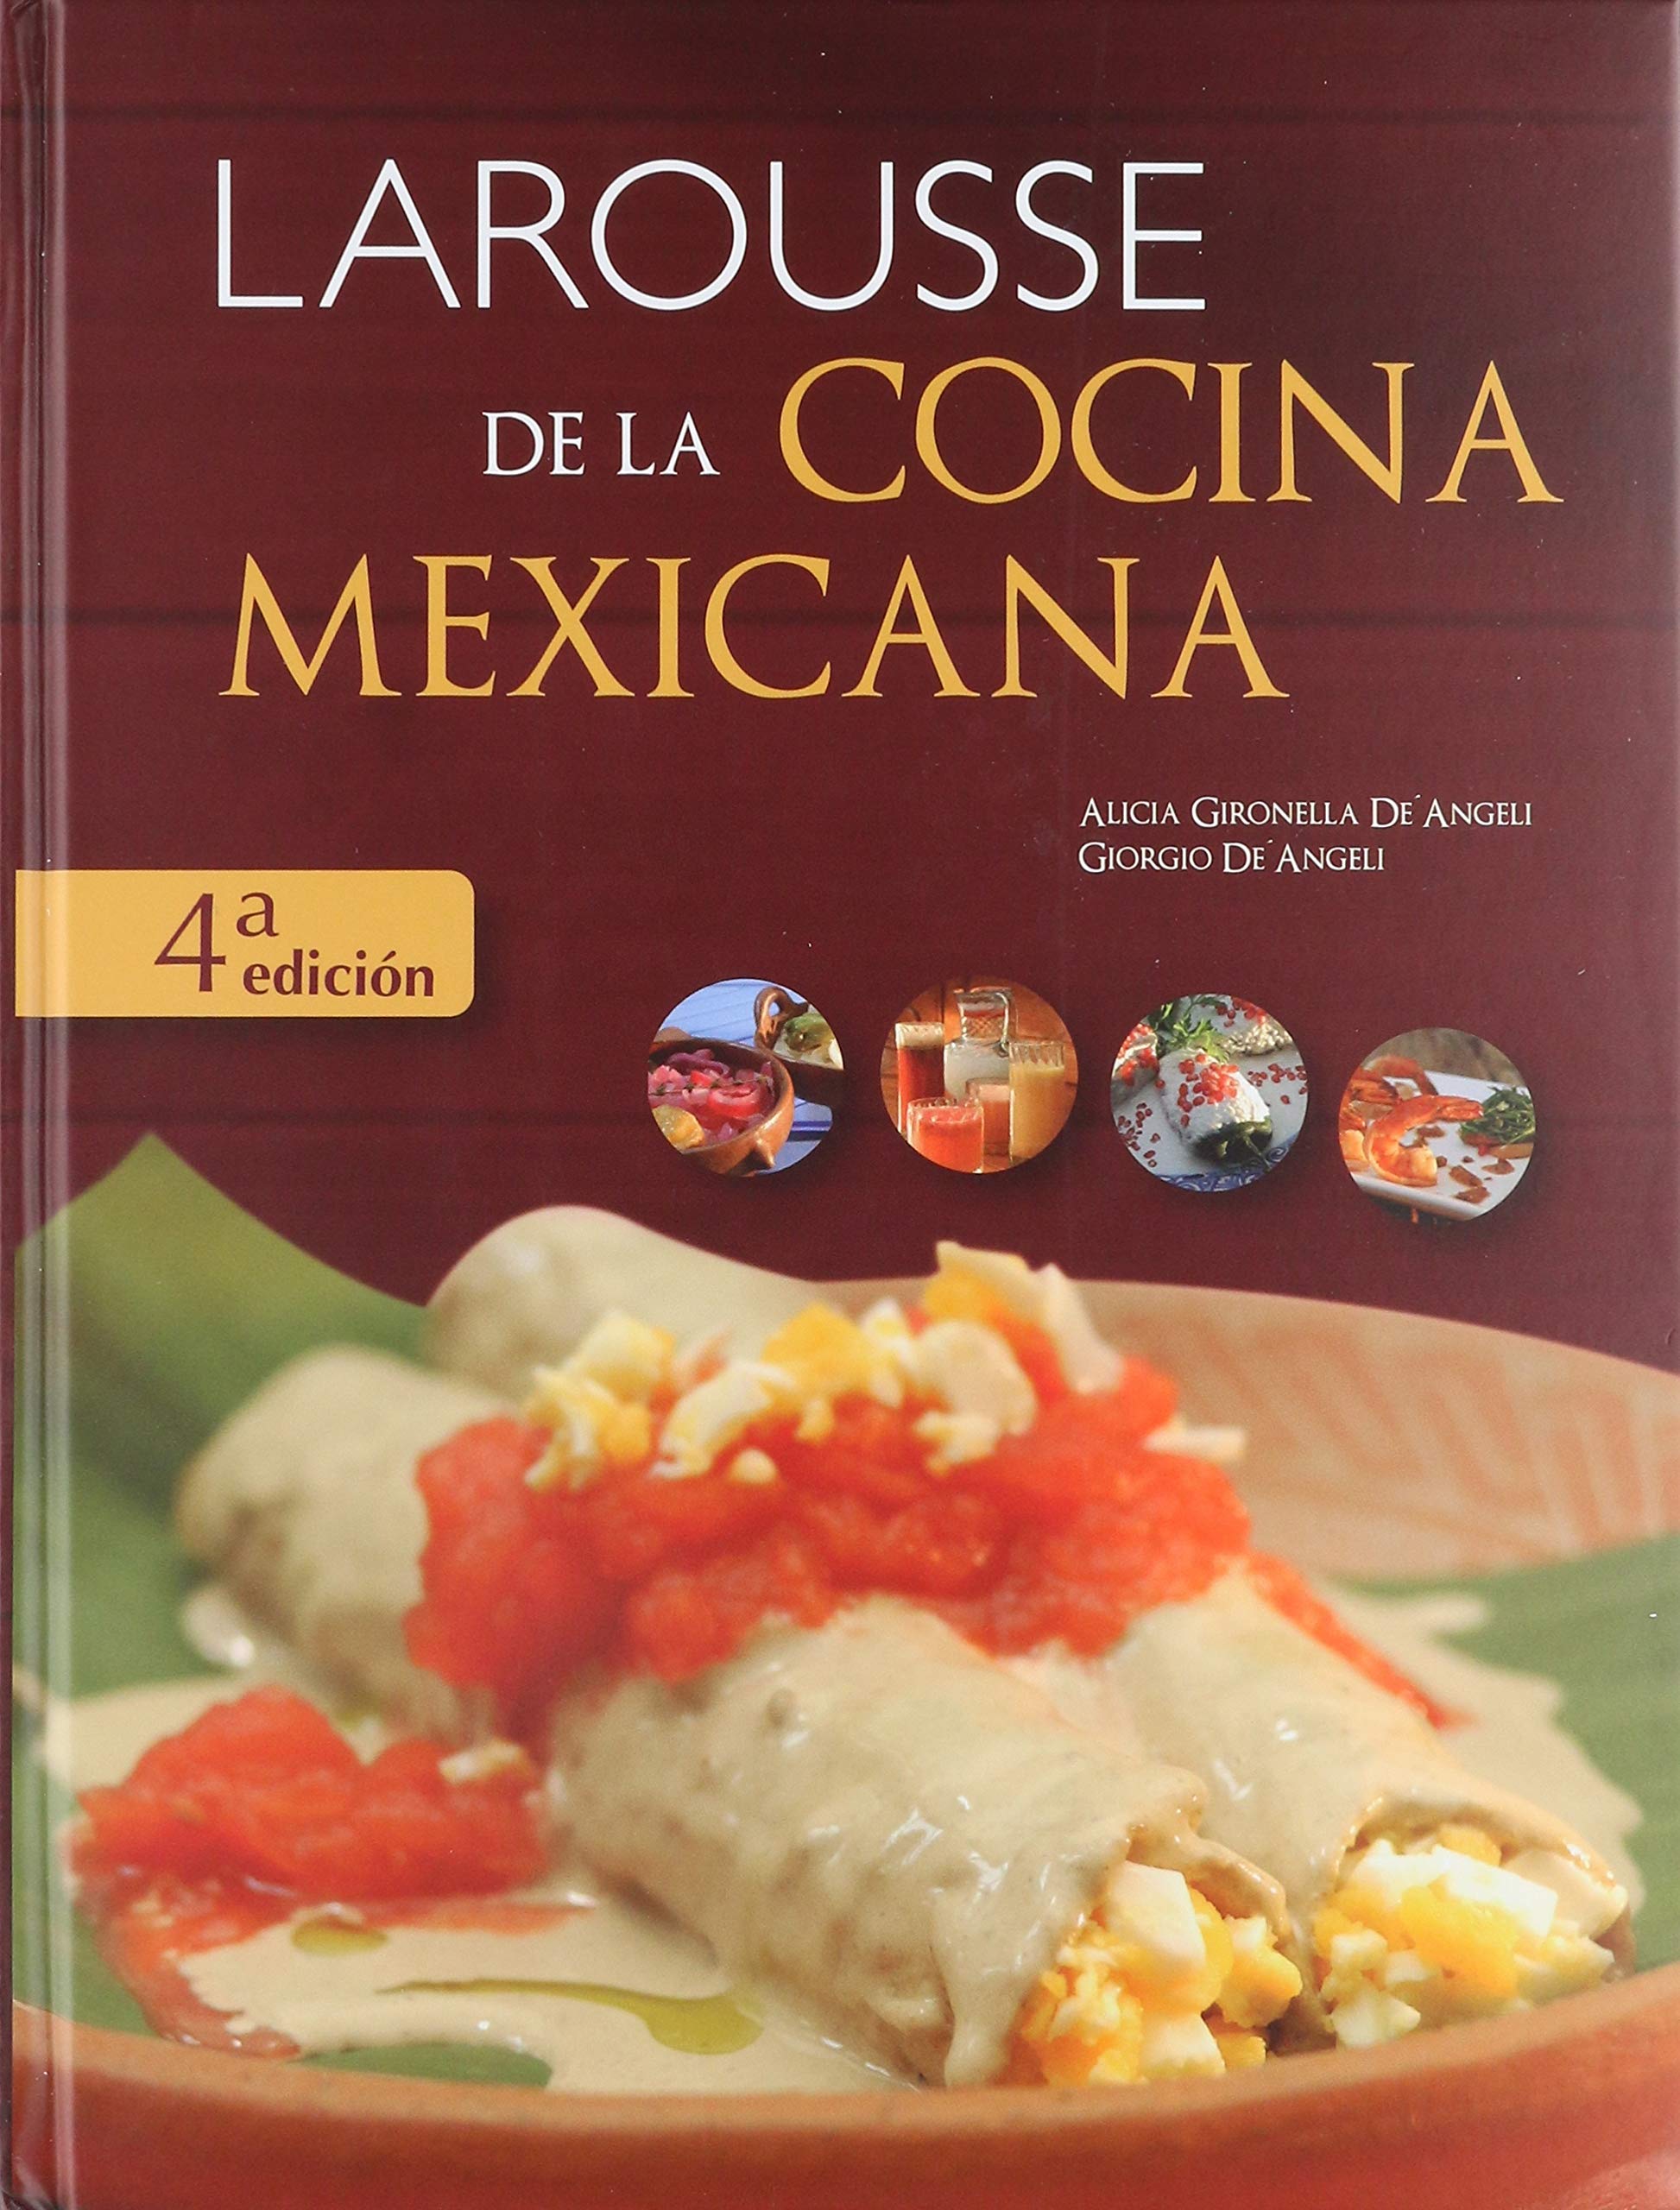 LAROUSSE
DE LA COCINA
MEXICANA
ALICIA GIRONELLA DE´ANGELI
GIORGIO DE´ANGELI
4a
edición